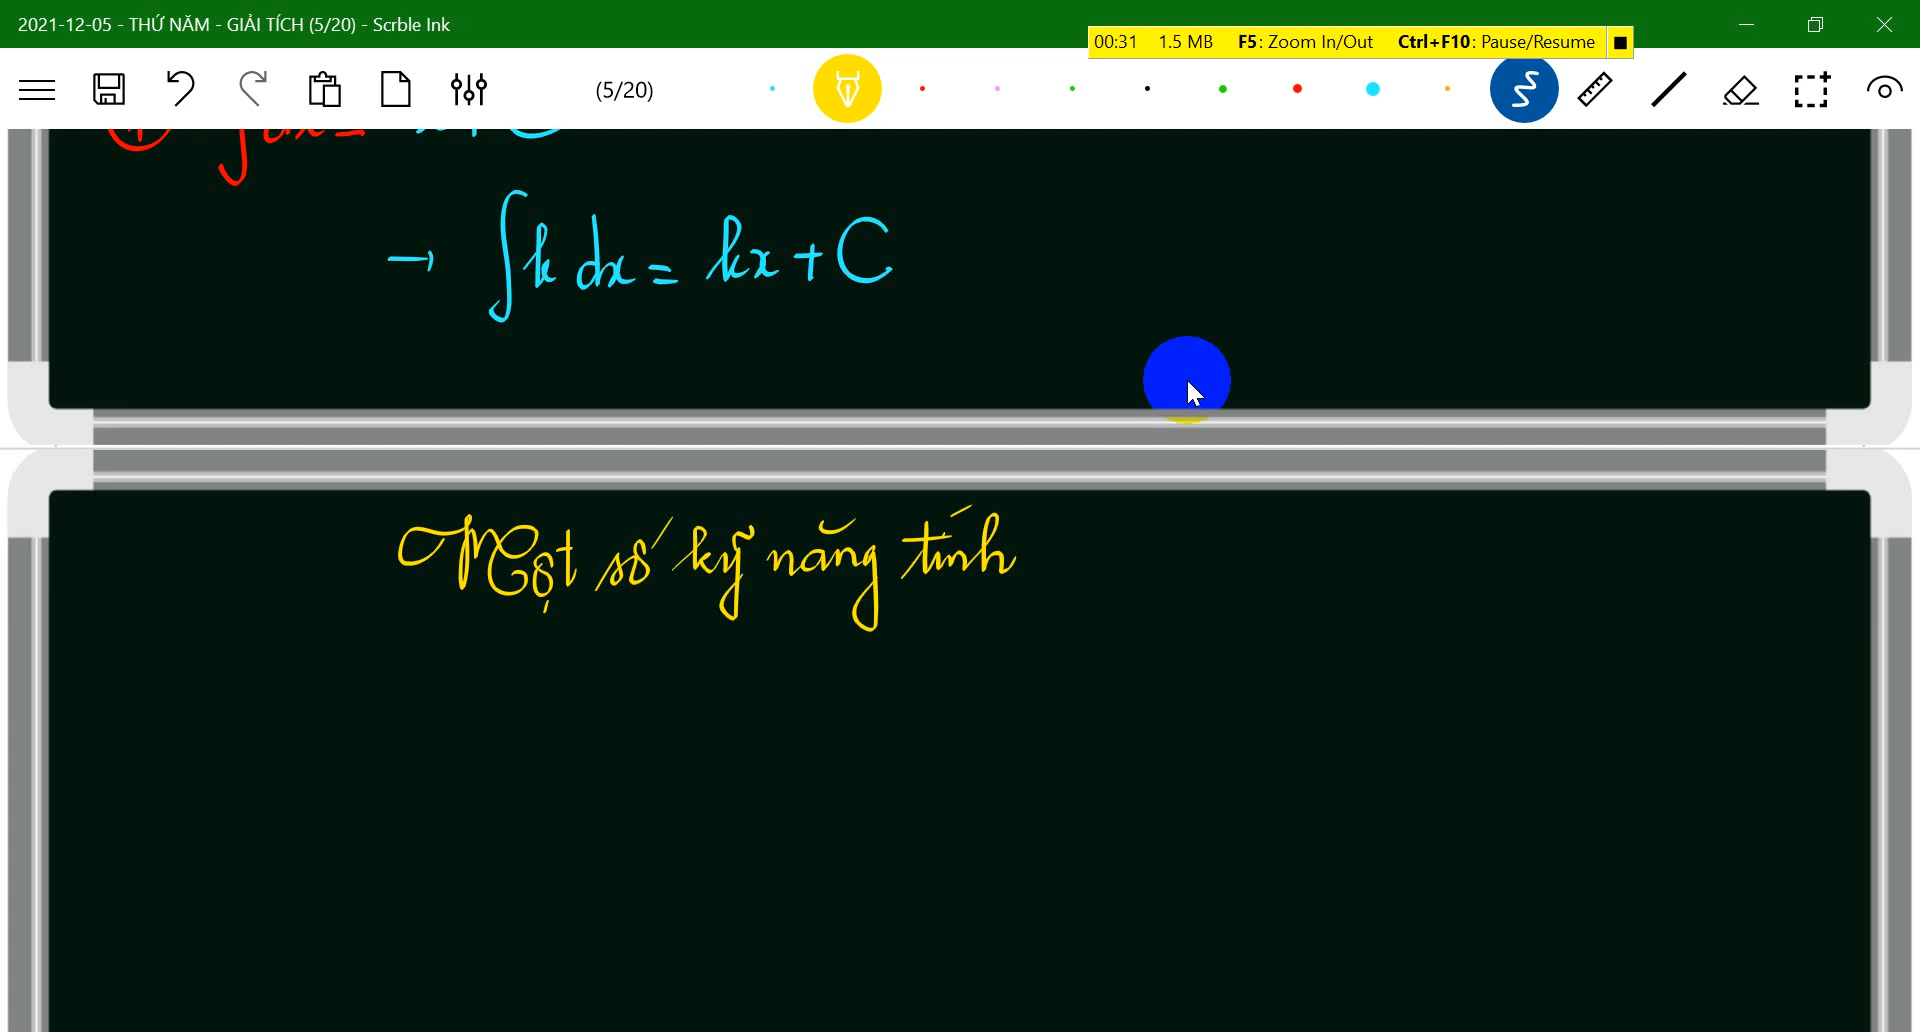 2021-12-05 - THỨ NĂM - GIẢI TÍCH (5/20) - Scrble Ink
00:31 1.5 MB F5: Zoom In/Out Ctrl+F10: Pause/Resume
(5/20)
∫dx = x + C
→ ∫k dx = kx + C
Một số kỹ năng tính